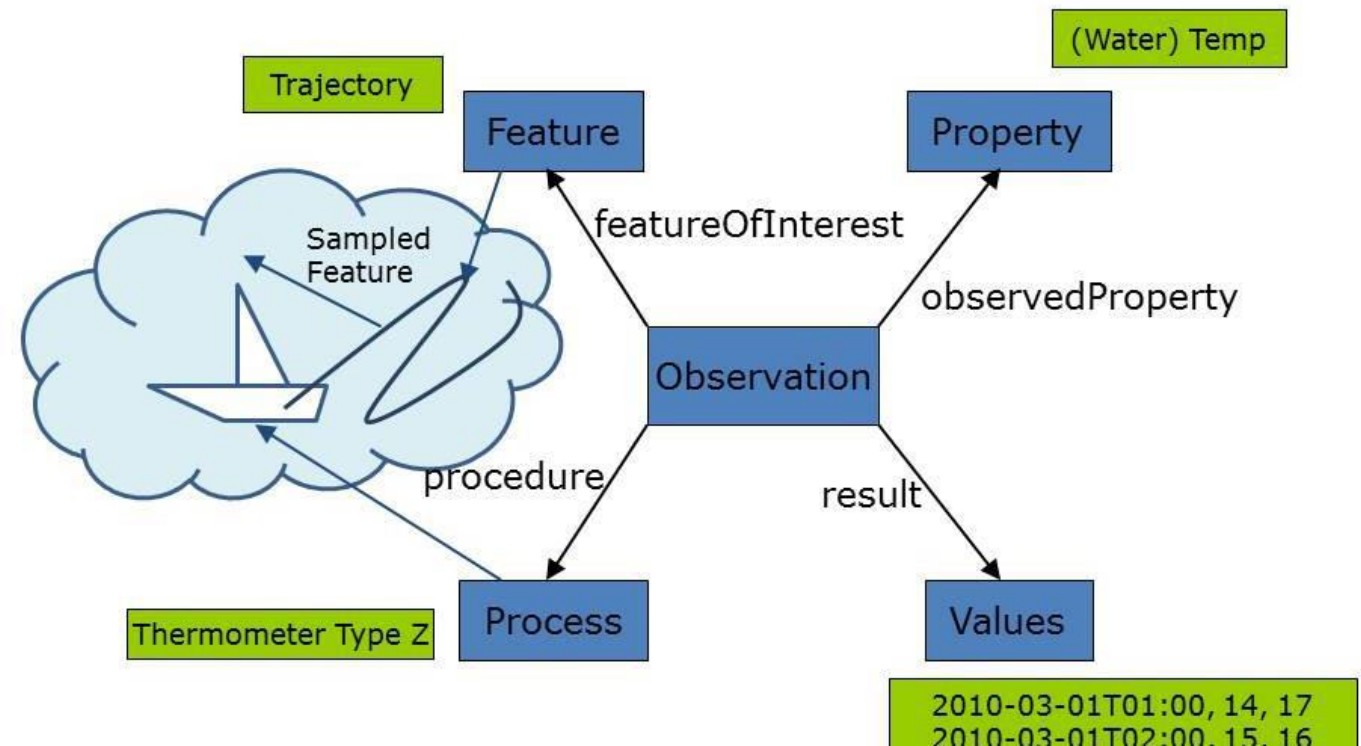 (Water) Temp
Trajectory
Feature
Property
featureOfInterest
Sampled
Feature
observedProperty
Observation
procedure
result
Process
Values
Thermometer Type Z
2010-03-01T01:00, 14, 17
2010-03-01T02:00, 15, 16